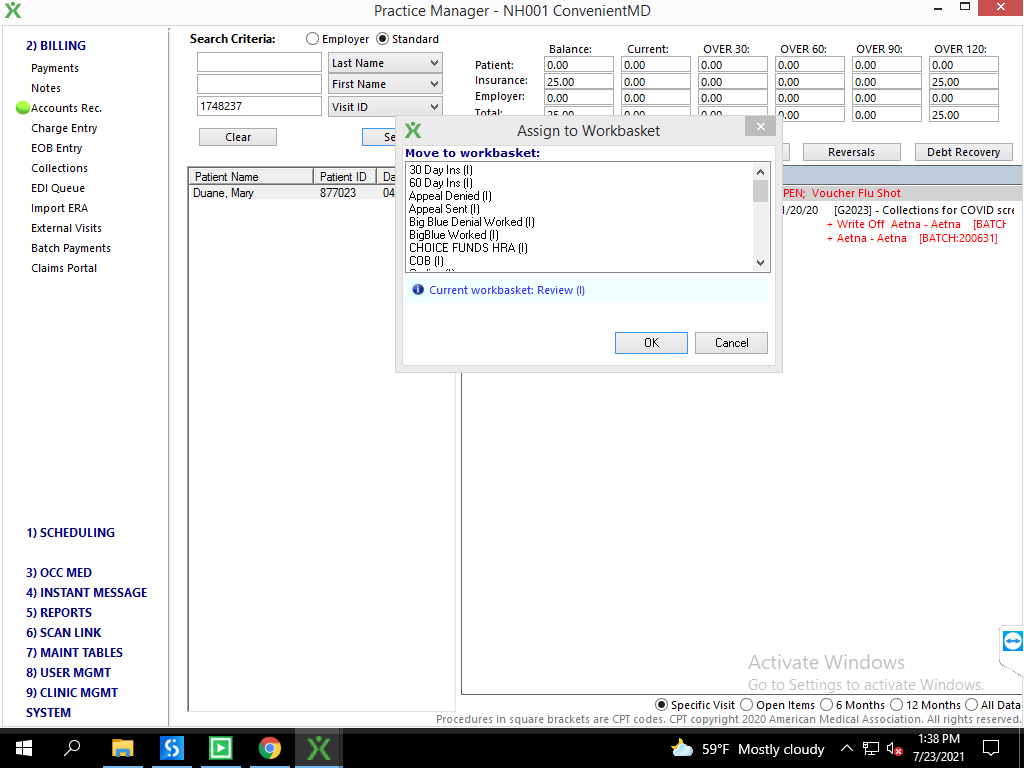 Practice Manager - NH001 ConvenientMD
2) BILLING
Payments
Notes
Accounts Rec.
Charge Entry
EOB Entry
Collections
EDI Queue
Import ERA
External Visits
Batch Payments
Claims Portal
1) SCHEDULING
3) OCC MED
4) INSTANT MESSAGE
5) REPORTS
6) SCAN LINK
7) MAINT TABLES
8) USER MGMT
9) CLINIC MGMT
SYSTEM
Search Criteria: Employer Standard
Last Name
First Name
1748237 Visit ID
Clear Se
Balance: Current: OVER 30: OVER 60: OVER 90: OVER 120:
Patient: 0.00 0.00 0.00 0.00 0.00 0.00
Insurance: 25.00 0.00 0.00 0.00 0.00 25.00
Employer: 0.00 0.00 0.00 0.00 0.00 0.00
Total: 25.00 0.00 0.00 0.00 0.00 25.00
Reversals Debt Recovery
Patient Name Patient ID Da
Duane, Mary 877023 04
PEN; Voucher Flu Shot
1/20/20 [G2023] - Collections for COVID scre
+ Write Off Aetna - Aetna [BATCH
+ Aetna - Aetna [BATCH:200631]
Assign to Workbasket
Move to workbasket:
30 Day Ins (I)
60 Day Ins (I)
Appeal Denied (I)
Appeal Sent (I)
Big Blue Denial Worked (I)
BigBlue Worked (I)
CHOICE FUNDS HRA (I)
COB (I)
Current workbasket: Review (I)
OK Cancel
Activate Windows
Go to Settings to activate Windows.
Specific Visit Open Items 6 Months 12 Months All Data
Procedures in square brackets are CPT codes. CPT copyright 2020 American Medical Association. All rights reserved.
59°F Mostly cloudy
1:38 PM
7/23/2021